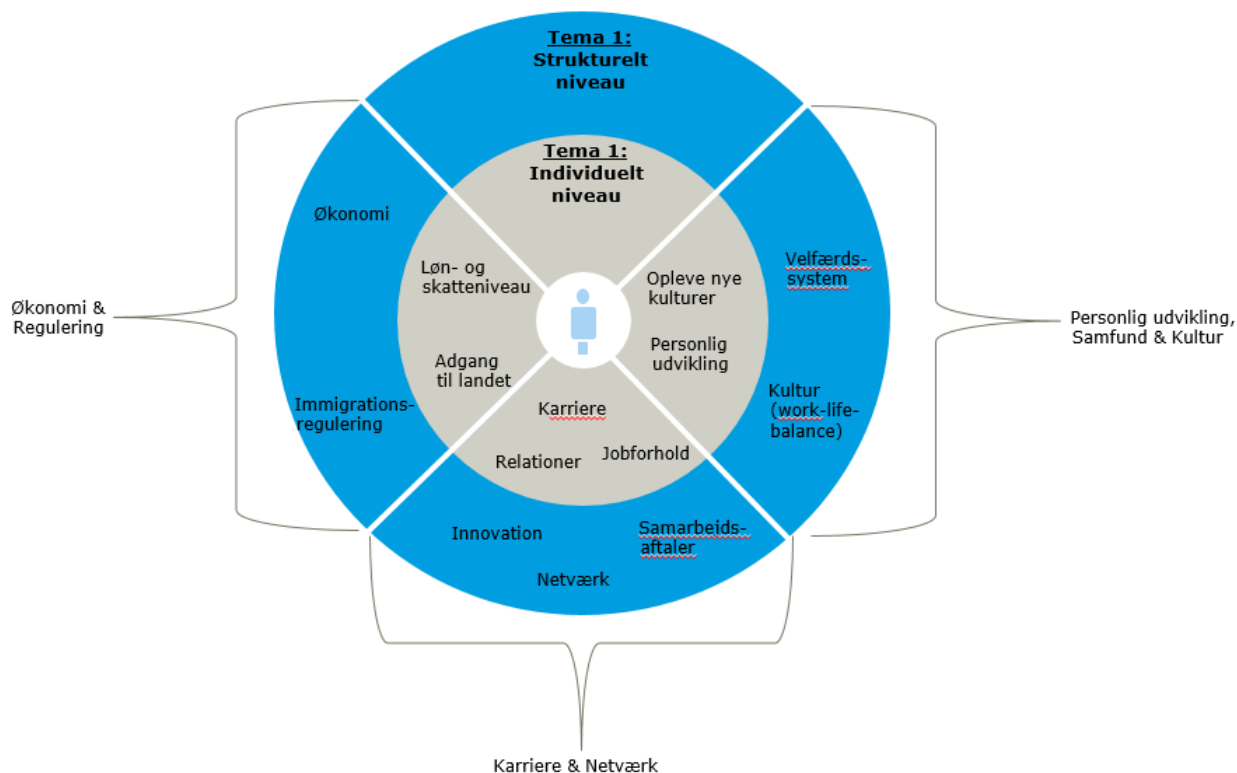 Tema 1:
Strukturelt
niveau
Tema 1:
Individuelt
niveau
Økonomi
Immigrations-
regulering
Løn- og
skatteniveau
Adgang
til landet
Opleve nye
kulturer
Personlig
udvikling
Velfærds-
system
Kultur
(work-life-
balance)
Karriere
Relationer
Jobforhold
Innovation
Samarbeids-
aftaler
Netværk
Økonomi &
Regulering
Personlig udvikling,
Samfund & Kultur
Karriere & Netværk